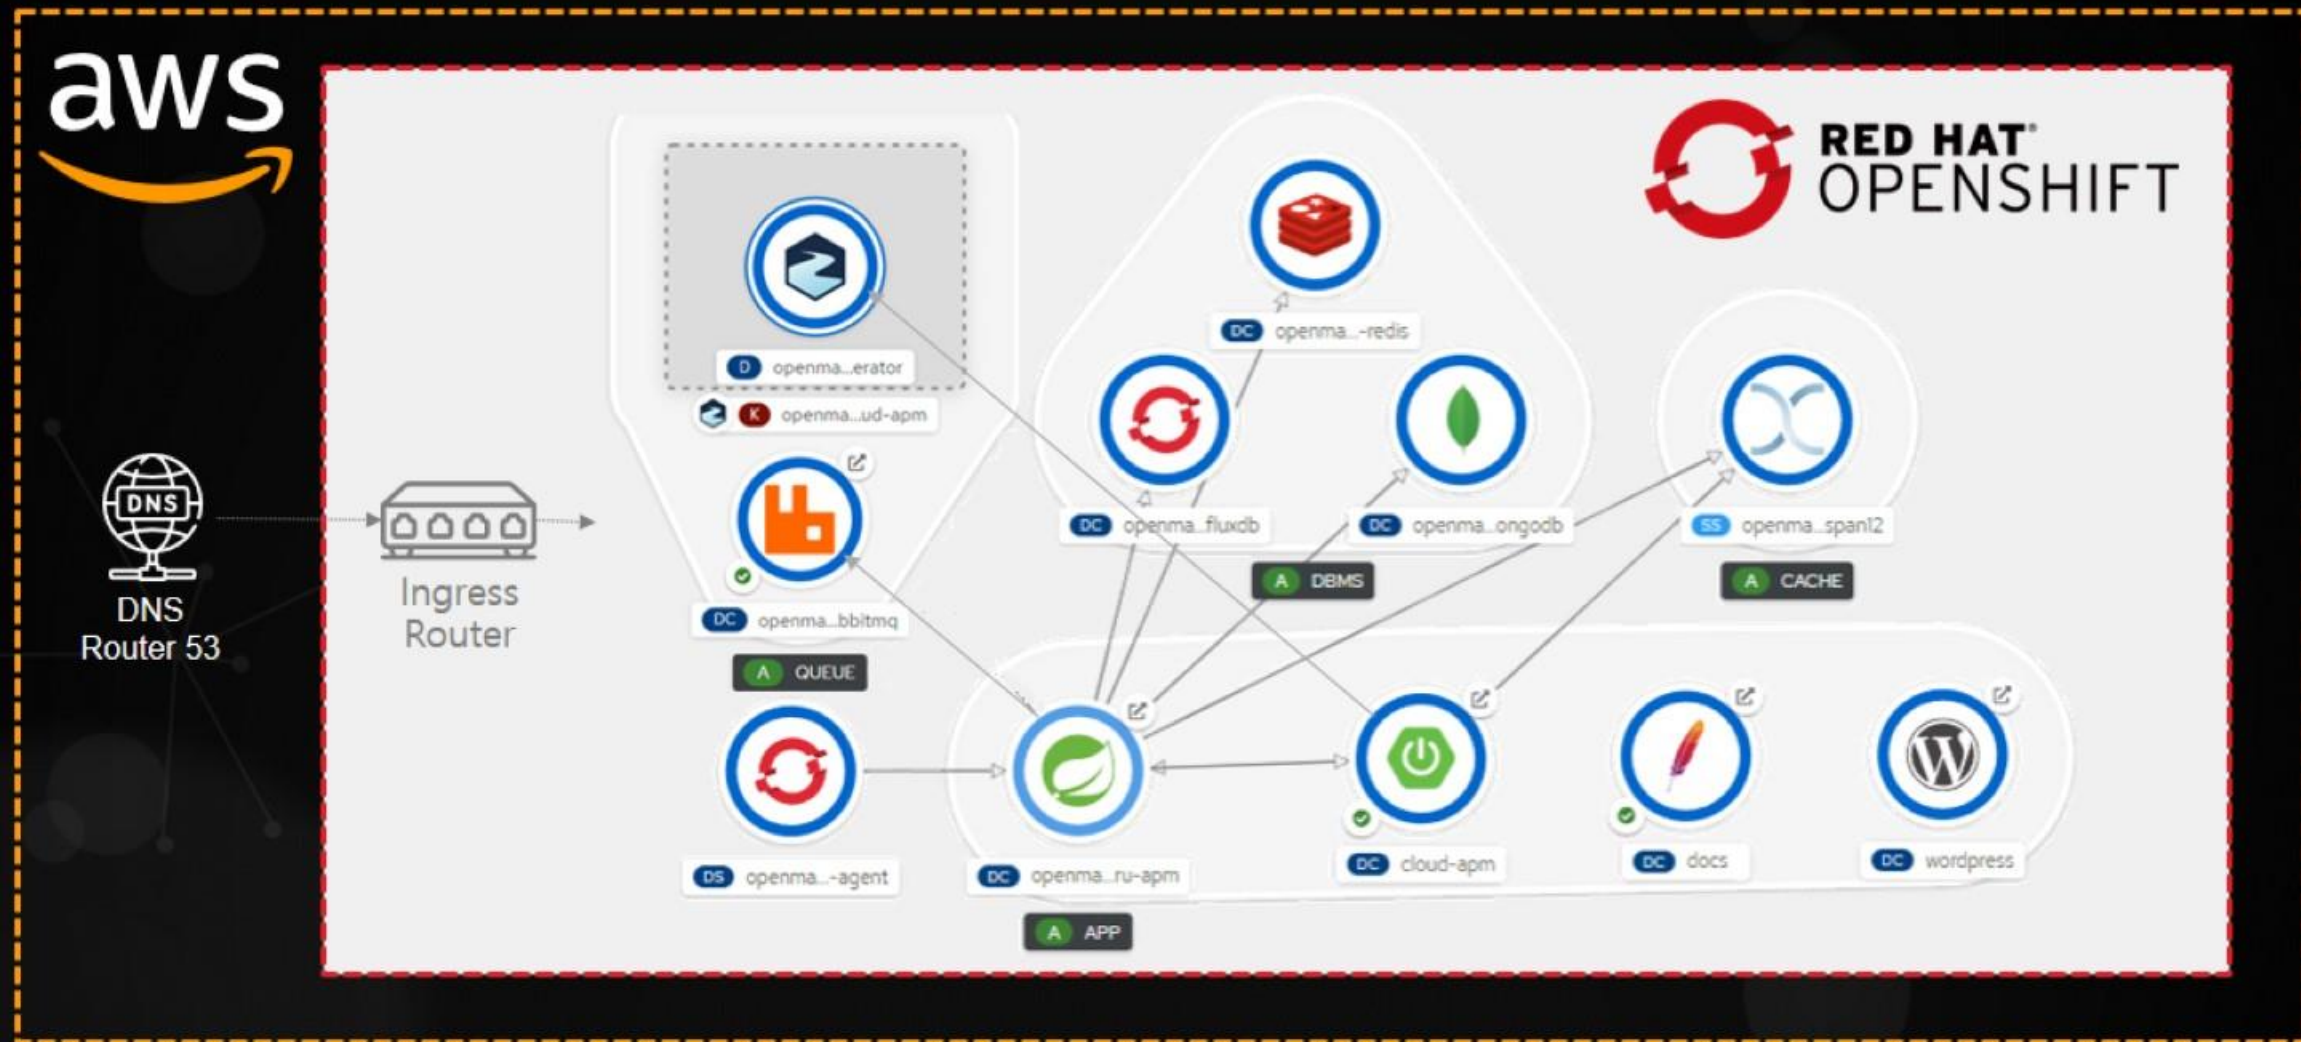 aws
RED HAT®
OPENSHIFT
DNS
DNS
Router 53
Ingress
Router
D openma...erator
K openma...ud-apm
DC openma...bbitmq
A QUEUE
DC openma...-redis
DC openma...fluxdb
DC openma...ongodb
A DBMS
SS openma...span12
A CACHE
DS openma...-agent
DC openma...ru-apm
DC cloud-apm
DC docs
DC wordpress
A APP